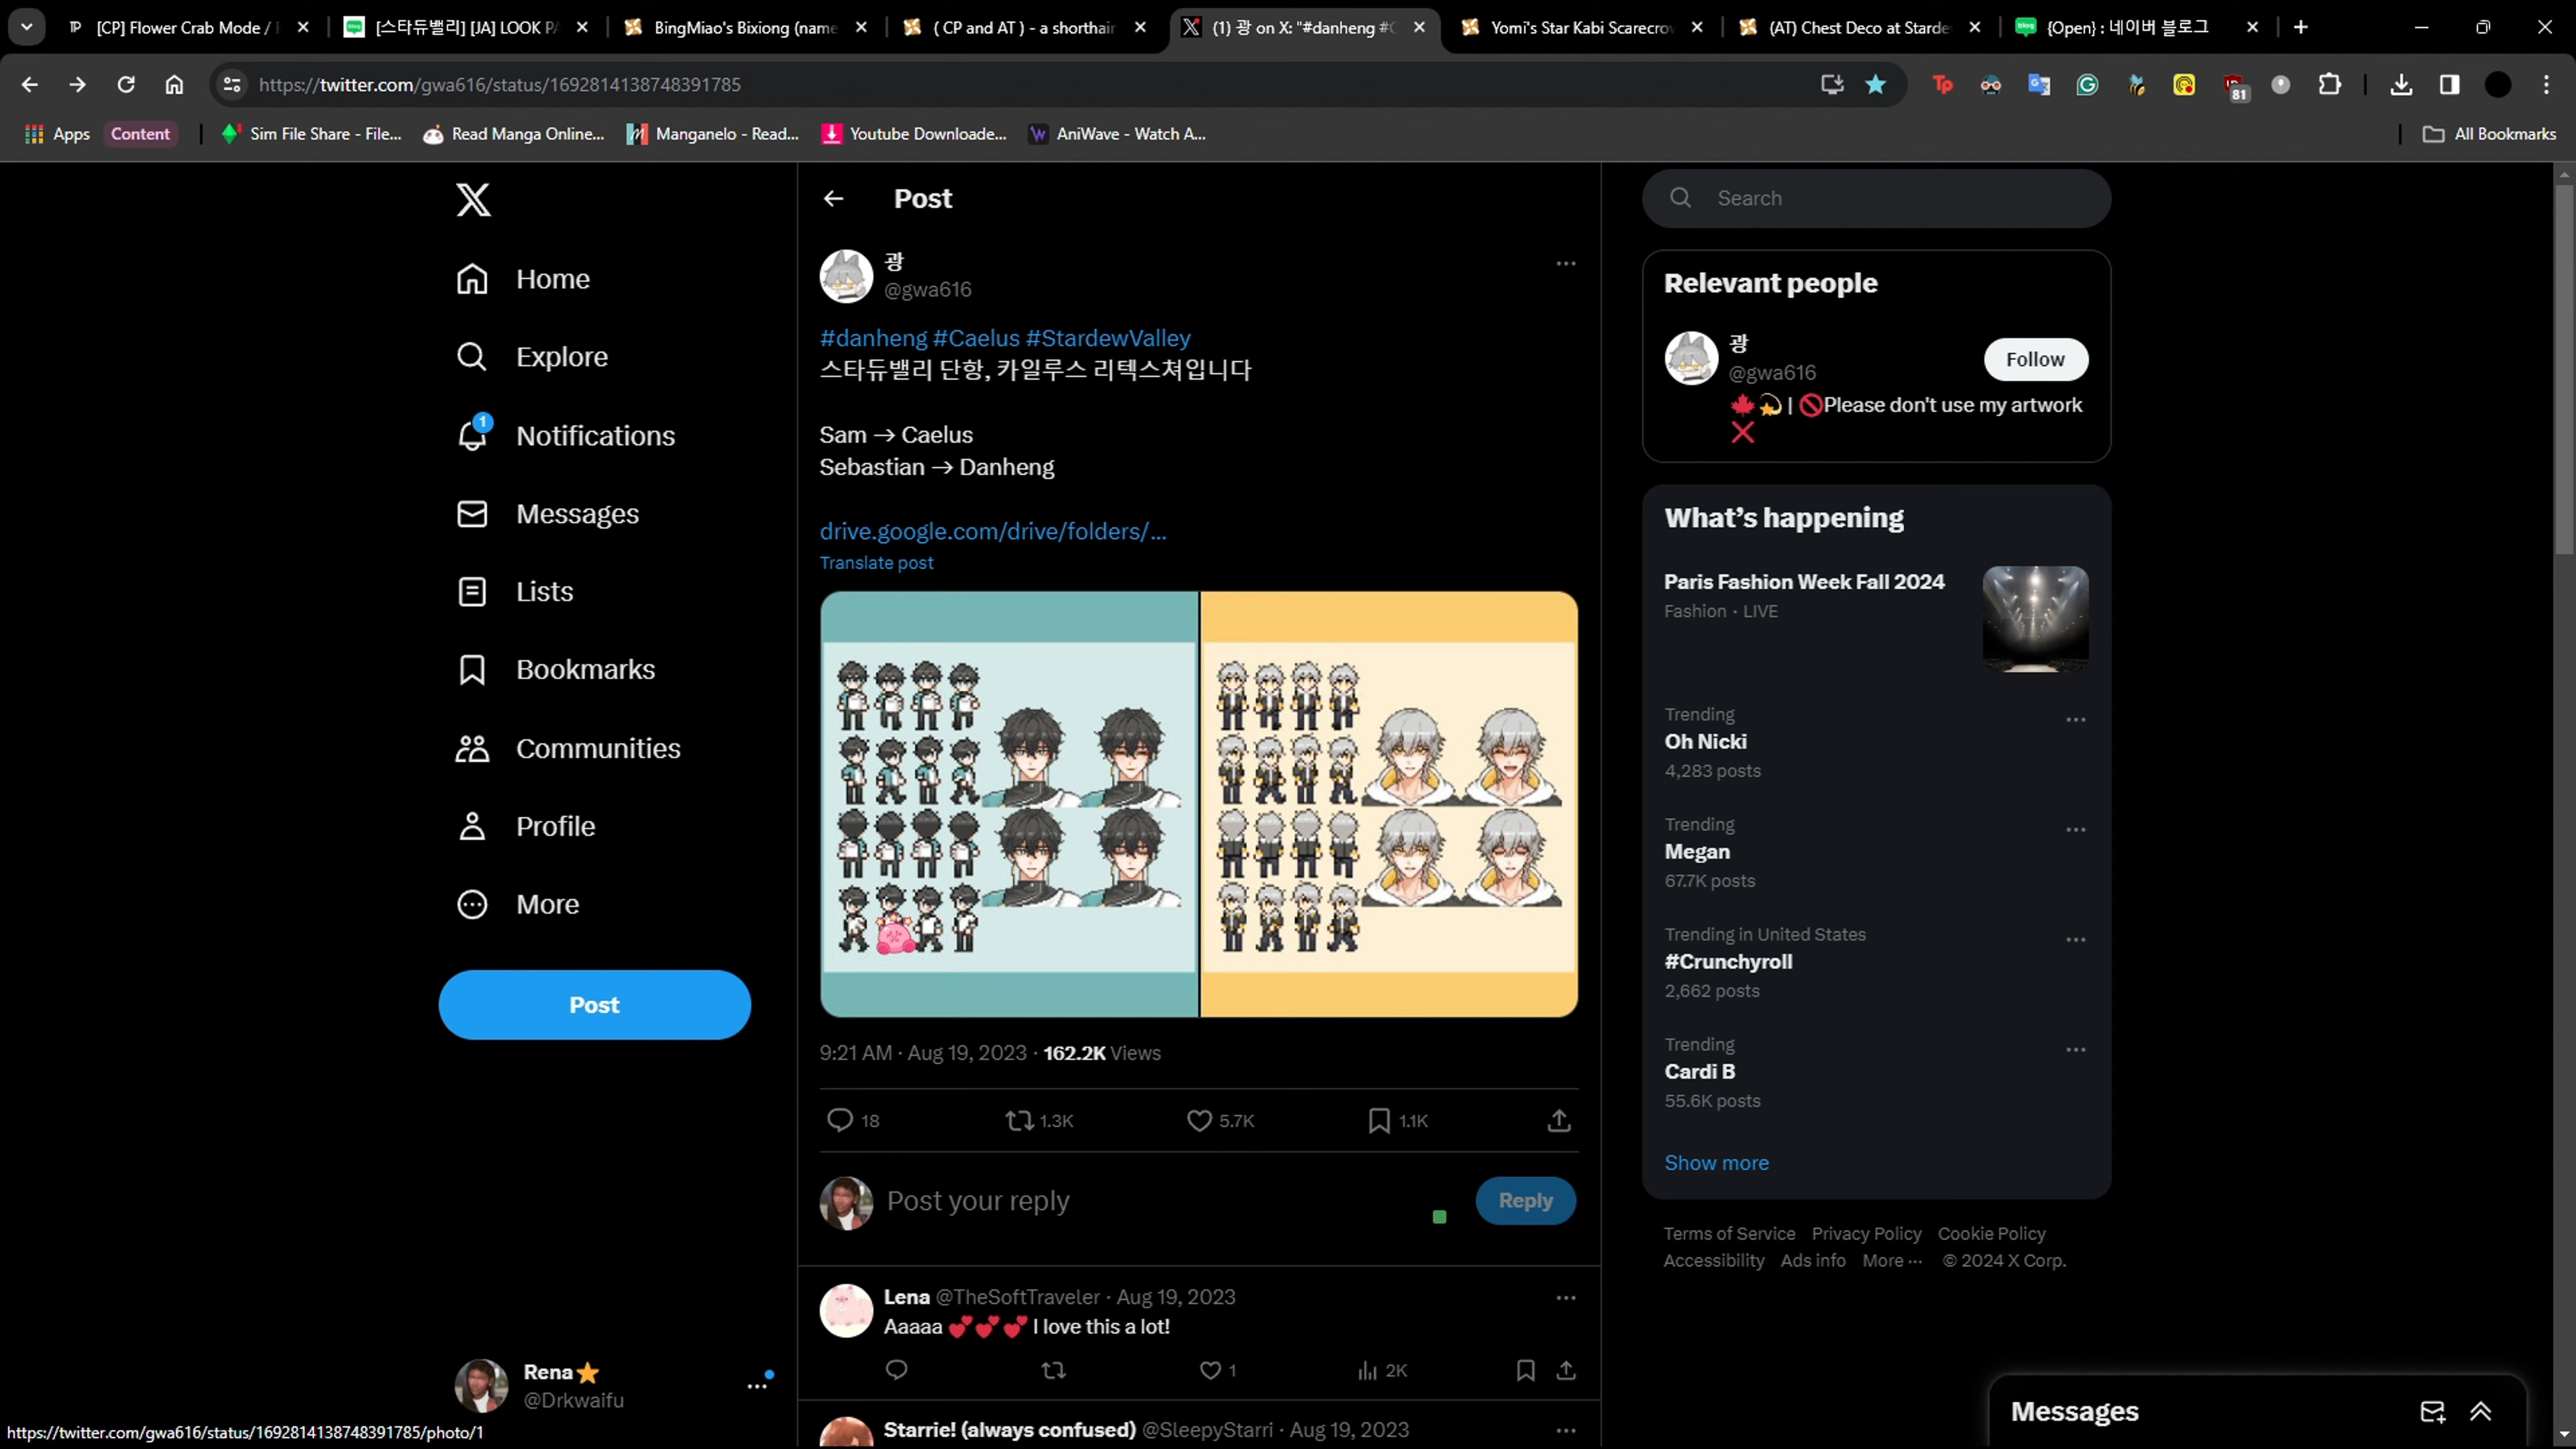 [CP] Flower Crab Mode /
[스타듀밸리] [JA] LOOK
BingMiao's Bixiong (name
( CP and AT ) - a shorthair
(1) 광 on X: "#danheng
Yomi's Star Kabi Scarecrow
(AT) Chest Deco at Stardew
{Open} : 네이버 블로그
https://twitter.com/gwa616/status/1692814138748391785
81
Apps
Content
Sim File Share - File...
Read Manga Online...
Manganelo - Read...
Youtube Downloade...
AniWave - Watch A...
All Bookmarks
Home
Explore
1
Notifications
Messages
Lists
Bookmarks
Communities
Profile
More
Post
Rena
@Drkwaifu
Post
광
@gwa616
#danheng #Caelus #StardewValley
스타듀밸리 단항, 카일루스 리텍스쳐입니다
Sam → Caelus
Sebastian → Danheng
drive.google.com/drive/folders/...
Translate post
9:21 AM · Aug 19, 2023 · 162.2K Views
18 1.3K 5.7K 1.1K
Post your reply
Reply
Lena @TheSoftTraveler · Aug 19, 2023
Aaaaa 💕💕💕 I love this a lot!
1 2K
Starrie! (always confused) @SleepyStarri · Aug 19, 2023
Search
Relevant people
광
@gwa616
Follow
🍁💫 | 🚫Please don't use my artwork
❌
What's happening
Paris Fashion Week Fall 2024
Fashion · LIVE
Trending
Oh Nicki
4,283 posts
Trending
Megan
67.7K posts
Trending in United States
#Crunchyroll
2,662 posts
Trending
Cardi B
55.6K posts
Show more
Terms of Service Privacy Policy Cookie Policy
Accessibility Ads info More ··· © 2024 X Corp.
Messages
https://twitter.com/gwa616/status/1692814138748391785/photo/1